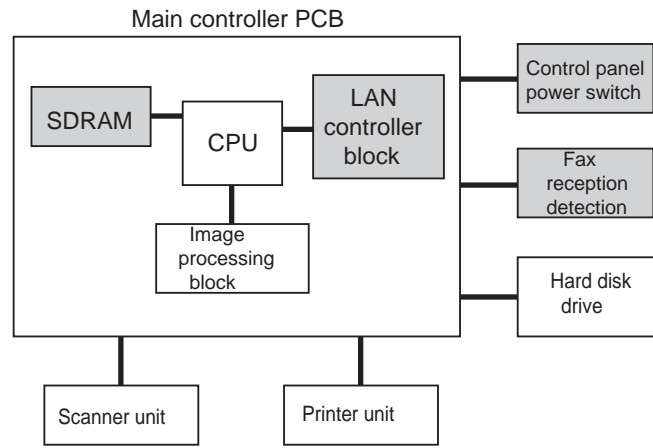 Main controller PCB
SDRAM
CPU
LAN
controller
block
Image
processing
block
Control panel
power switch
Fax
reception
detection
Hard disk
drive
Scanner unit
Printer unit